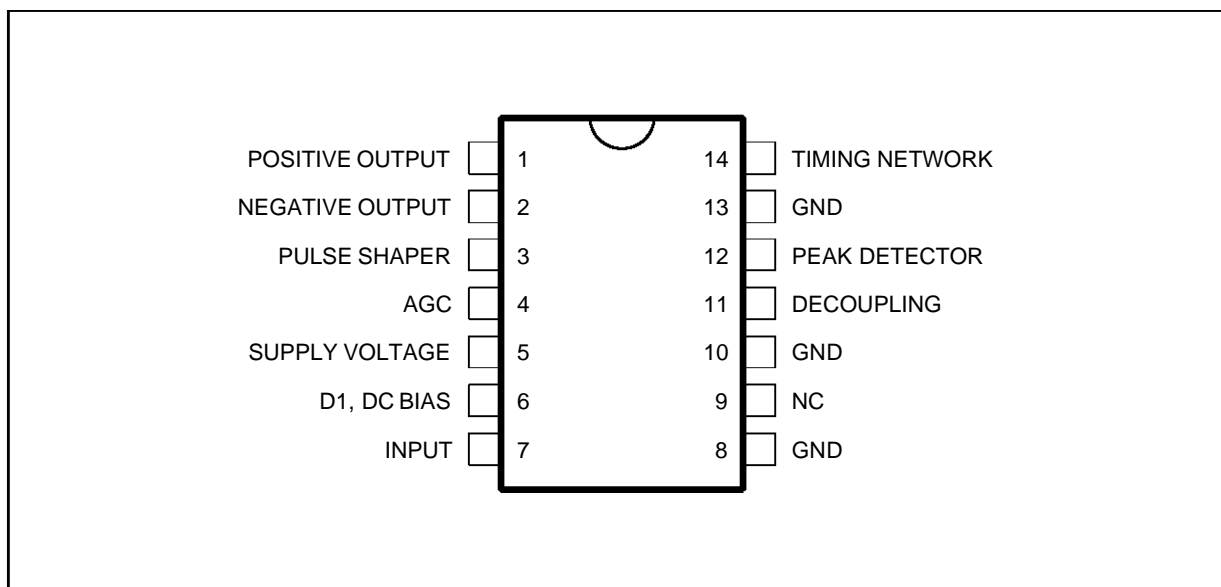 POSITIVE OUTPUT 1 14 TIMING NETWORK
NEGATIVE OUTPUT 2 13 GND
PULSE SHAPER 3 12 PEAK DETECTOR
AGC 4 11 DECOUPLING
SUPPLY VOLTAGE 5 10 GND
D1, DC BIAS 6 9 NC
INPUT 7 8 GND